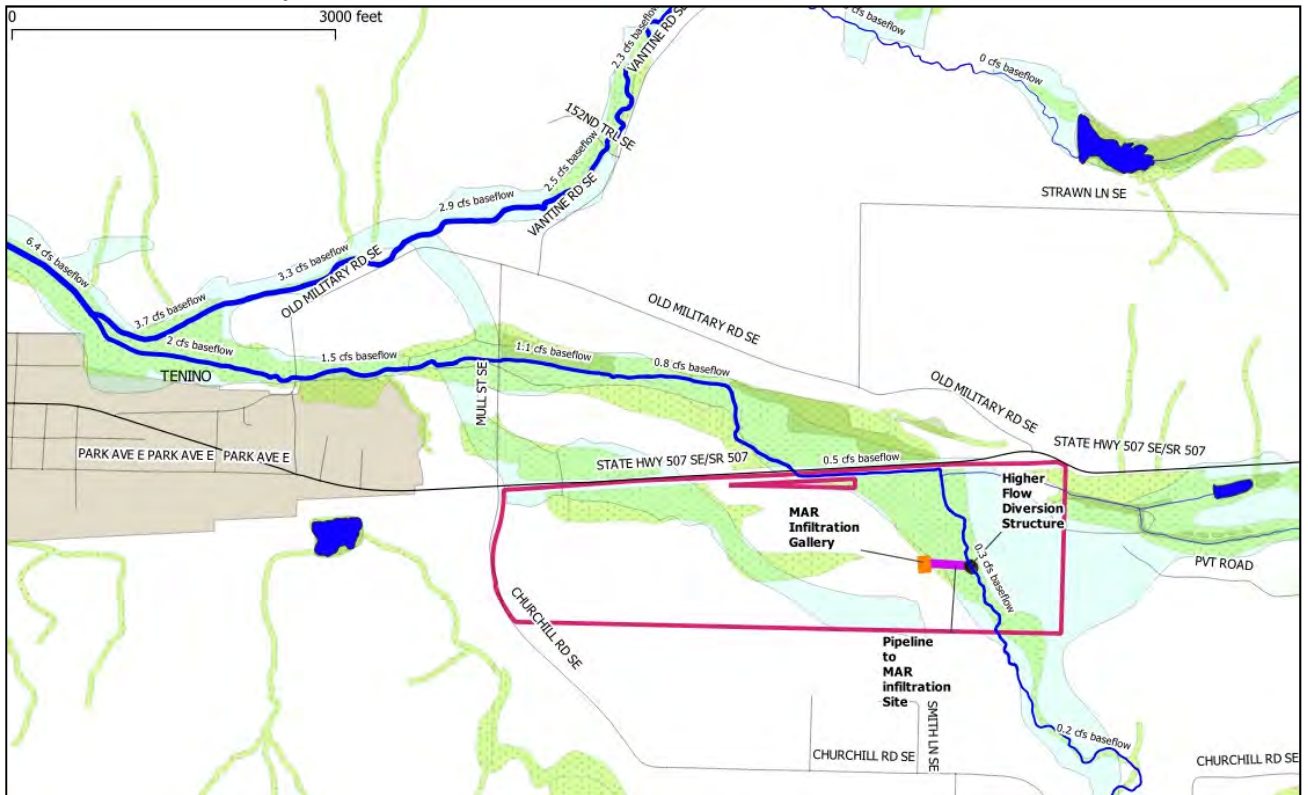 0 3000 feet
cfs baseflow
0 cfs baseflow
2.3 cfs baseflow
VANTINE RD SE
152ND TRL SE
2.5 cfs baseflow
VANTINE RD SE
2.9 cfs baseflow
STRAWN LN SE
6.4 cfs baseflow
3.3 cfs baseflow
OLD MILITARY RD SE
3.7 cfs baseflow
OLD MILITARY RD SE
2 cfs baseflow
1.5 cfs baseflow
1.1 cfs baseflow
0.8 cfs baseflow
TENINO
MULL ST SE
OLD MILITARY RD SE
PARK AVE E PARK AVE E PARK AVE E
STATE HWY 507 SE/SR 507
0.5 cfs baseflow
STATE HWY 507 SE/SR 507
Higher
Flow
Diversion
Structure
MAR
Infiltration
Gallery
0.3 cfs baseflow
PVT ROAD
CHURCHILL RD SE
Pipeline
to
MAR
infiltration
Site
SMITH LN SE
0.2 cfs baseflow
CHURCHILL RD SE
CHURCHILL RD SE